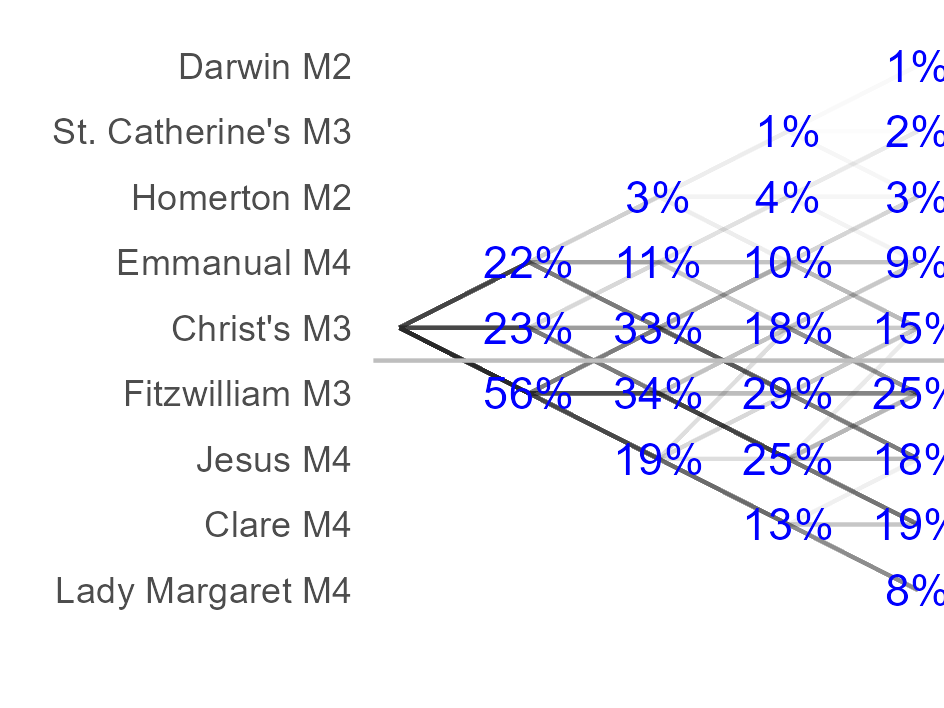 Darwin M2 1%
St. Catherine's M3 1% 2%
Homerton M2 3% 4% 3%
Emmanual M4 22% 11% 10% 9%
Christ's M3 23% 33% 18% 15%
Fitzwilliam M3 56% 34% 29% 25%
Jesus M4 19% 25% 18%
Clare M4 13% 19%
Lady Margaret M4 8%